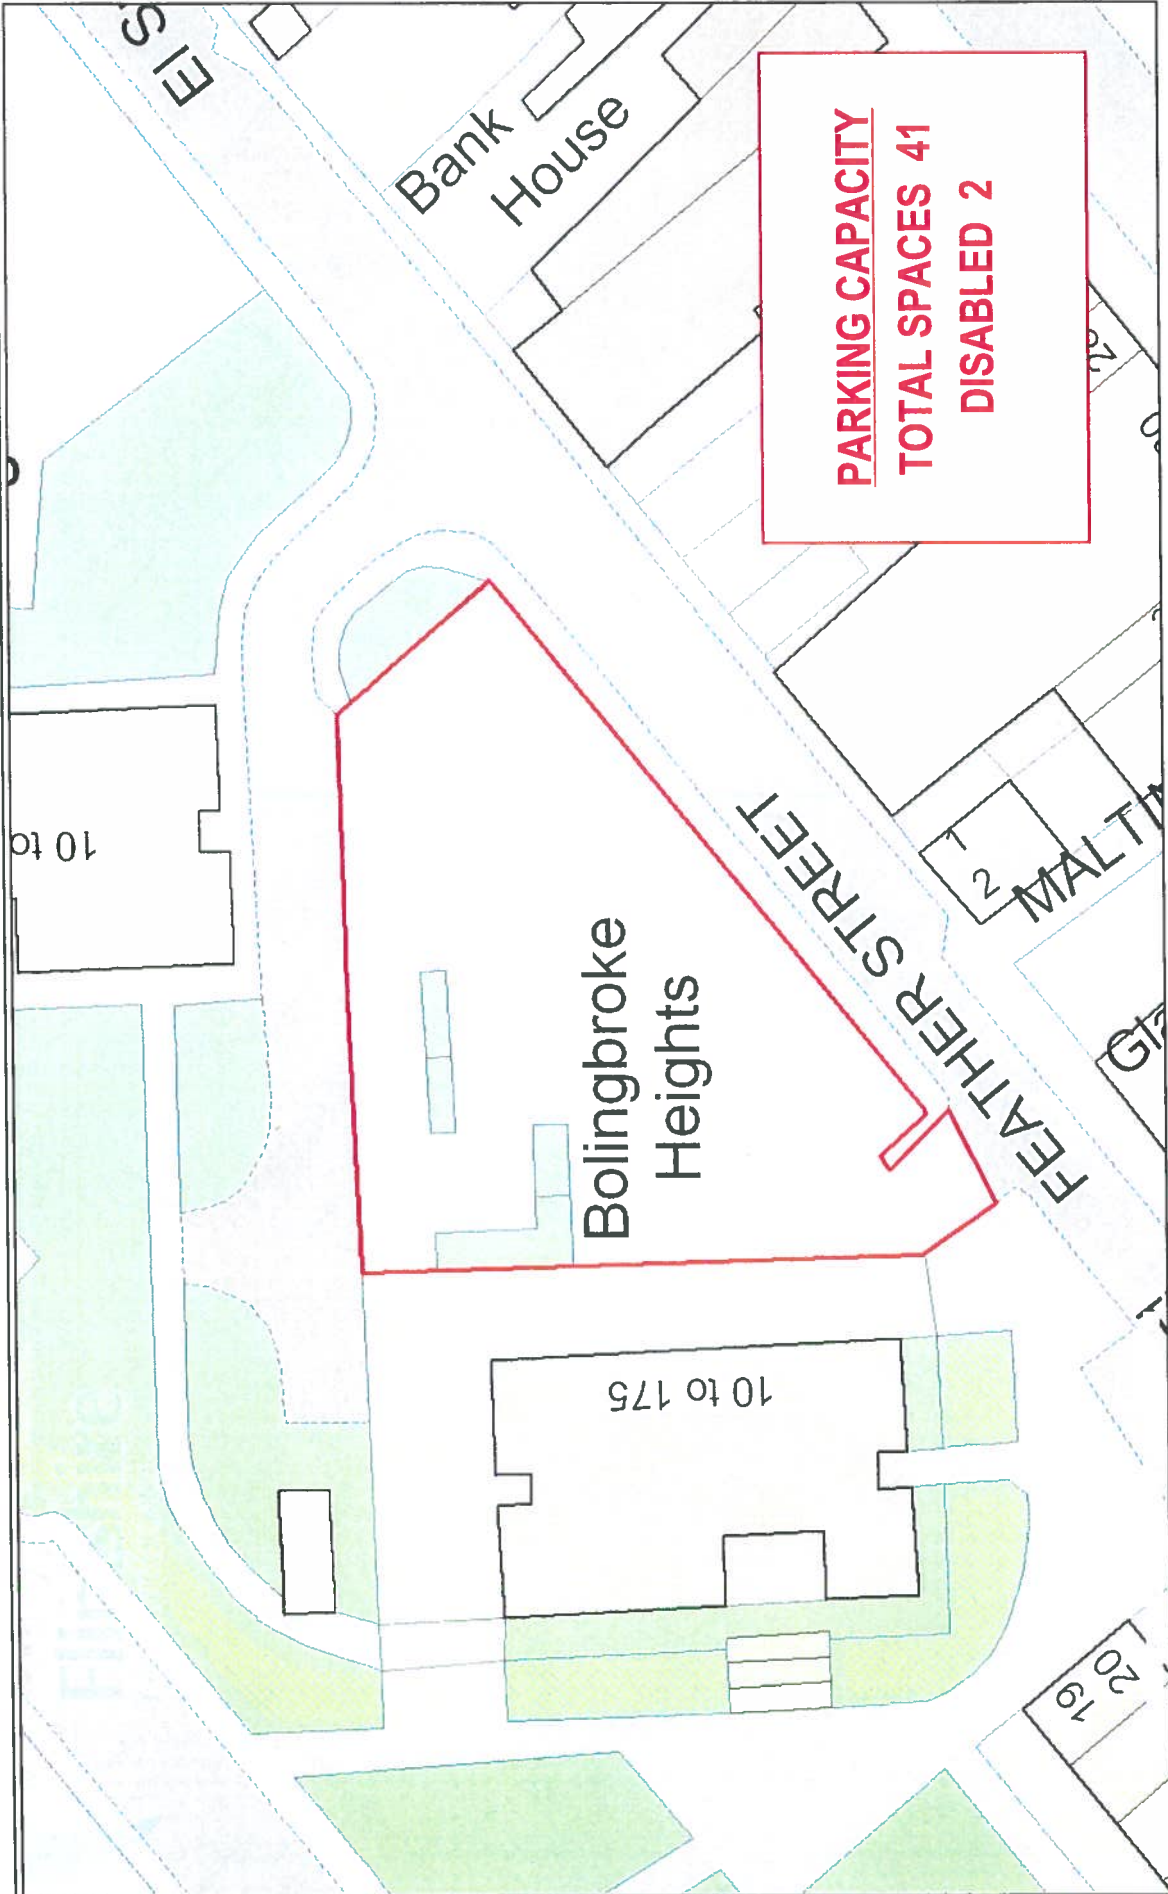 Bank
House
PARKING CAPACITY
TOTAL SPACES 41
DISABLED 2
10 to
Bolingbroke
Heights
FEATHER STREET
1
2
10 to 175
19
20